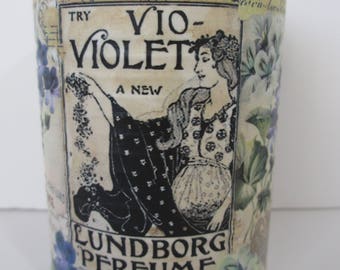 TRY VIO-
VIOLET
A NEW
LUNDBORG
PERFUME